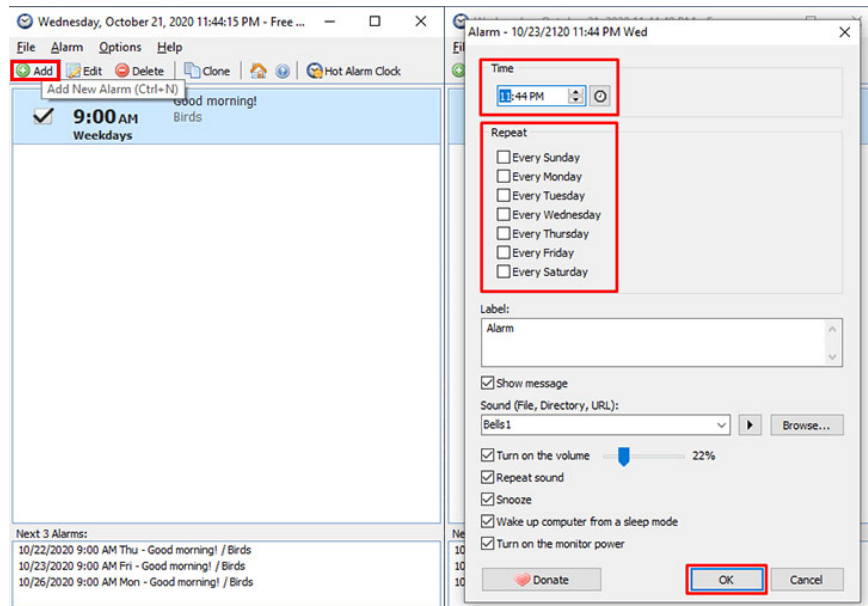 Wednesday, October 21, 2020 11:44:15 PM - Free ...
File Alarm Options Help
Add Edit Delete Clone Hot Alarm Clock
Add New Alarm (Ctrl+N)
Good morning!
9:00 AM Birds
Weekdays
Next 3 Alarms:
10/22/2020 9:00 AM Thu - Good morning! / Birds
10/23/2020 9:00 AM Fri - Good morning! / Birds
10/26/2020 9:00 AM Mon - Good morning! / Birds
Alarm - 10/23/2120 11:44 PM Wed
Time
11:44 PM
Repeat
Every Sunday
Every Monday
Every Tuesday
Every Wednesday
Every Thursday
Every Friday
Every Saturday
Label:
Alarm
Show message
Sound (File, Directory, URL):
Bells1
Browse...
Turn on the volume 22%
Repeat sound
Snooze
Wake up computer from a sleep mode
Turn on the monitor power
Donate OK Cancel